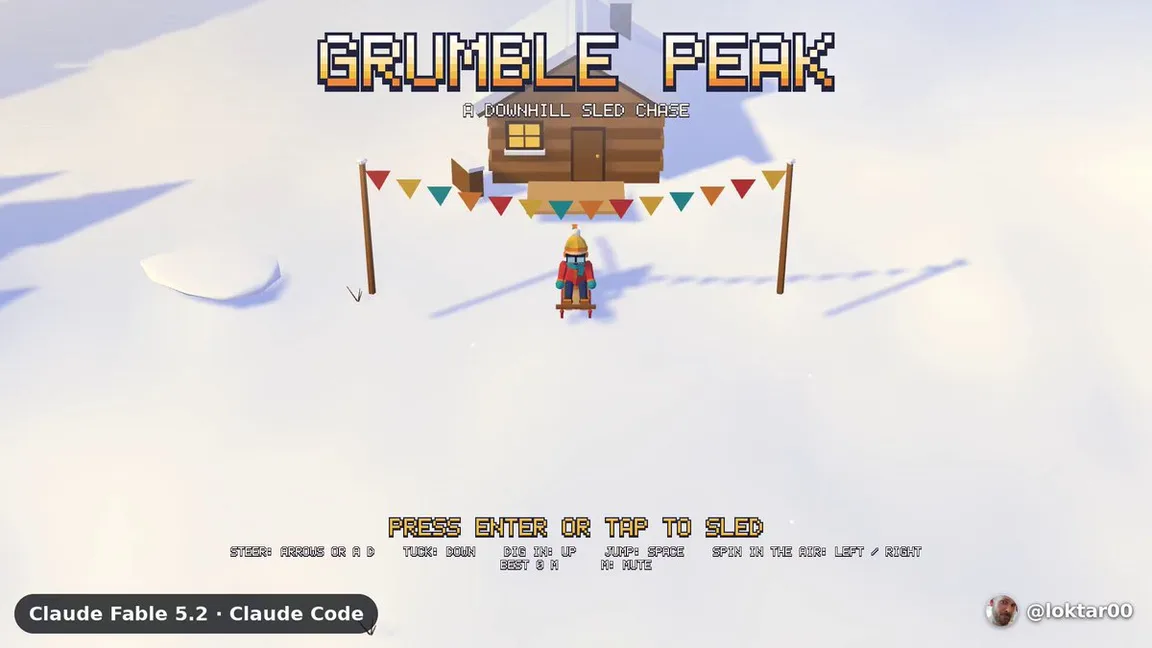 GRUMBLE PEAK
A DOWNHILL SLED CHASE
PRESS ENTER OR TAP TO SLED
STEER: ARROWS OR A D TUCK: DOWN DIG IN: UP JUMP: SPACE SPIN IN THE AIR: LEFT / RIGHT
BEST 0 M M: MUTE
Claude Fable 5.2 · Claude Code
@loktar00